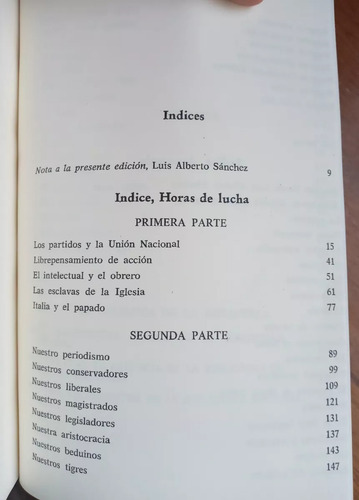 Indices
Nota a la presente edición, Luis Alberto Sánchez 9
Indice, Horas de lucha
PRIMERA PARTE
Los partidos y la Unión Nacional 15
Librepensamiento de acción 41
El intelectual y el obrero 51
Las esclavas de la Iglesia 61
Italia y el papado 77
SEGUNDA PARTE
Nuestro periodismo 89
Nuestros conservadores 99
Nuestros liberales 109
Nuestros magistrados 121
Nuestros legisladores 131
Nuestra aristocracia 137
Nuestros beduinos 143
Nuestros tigres 147